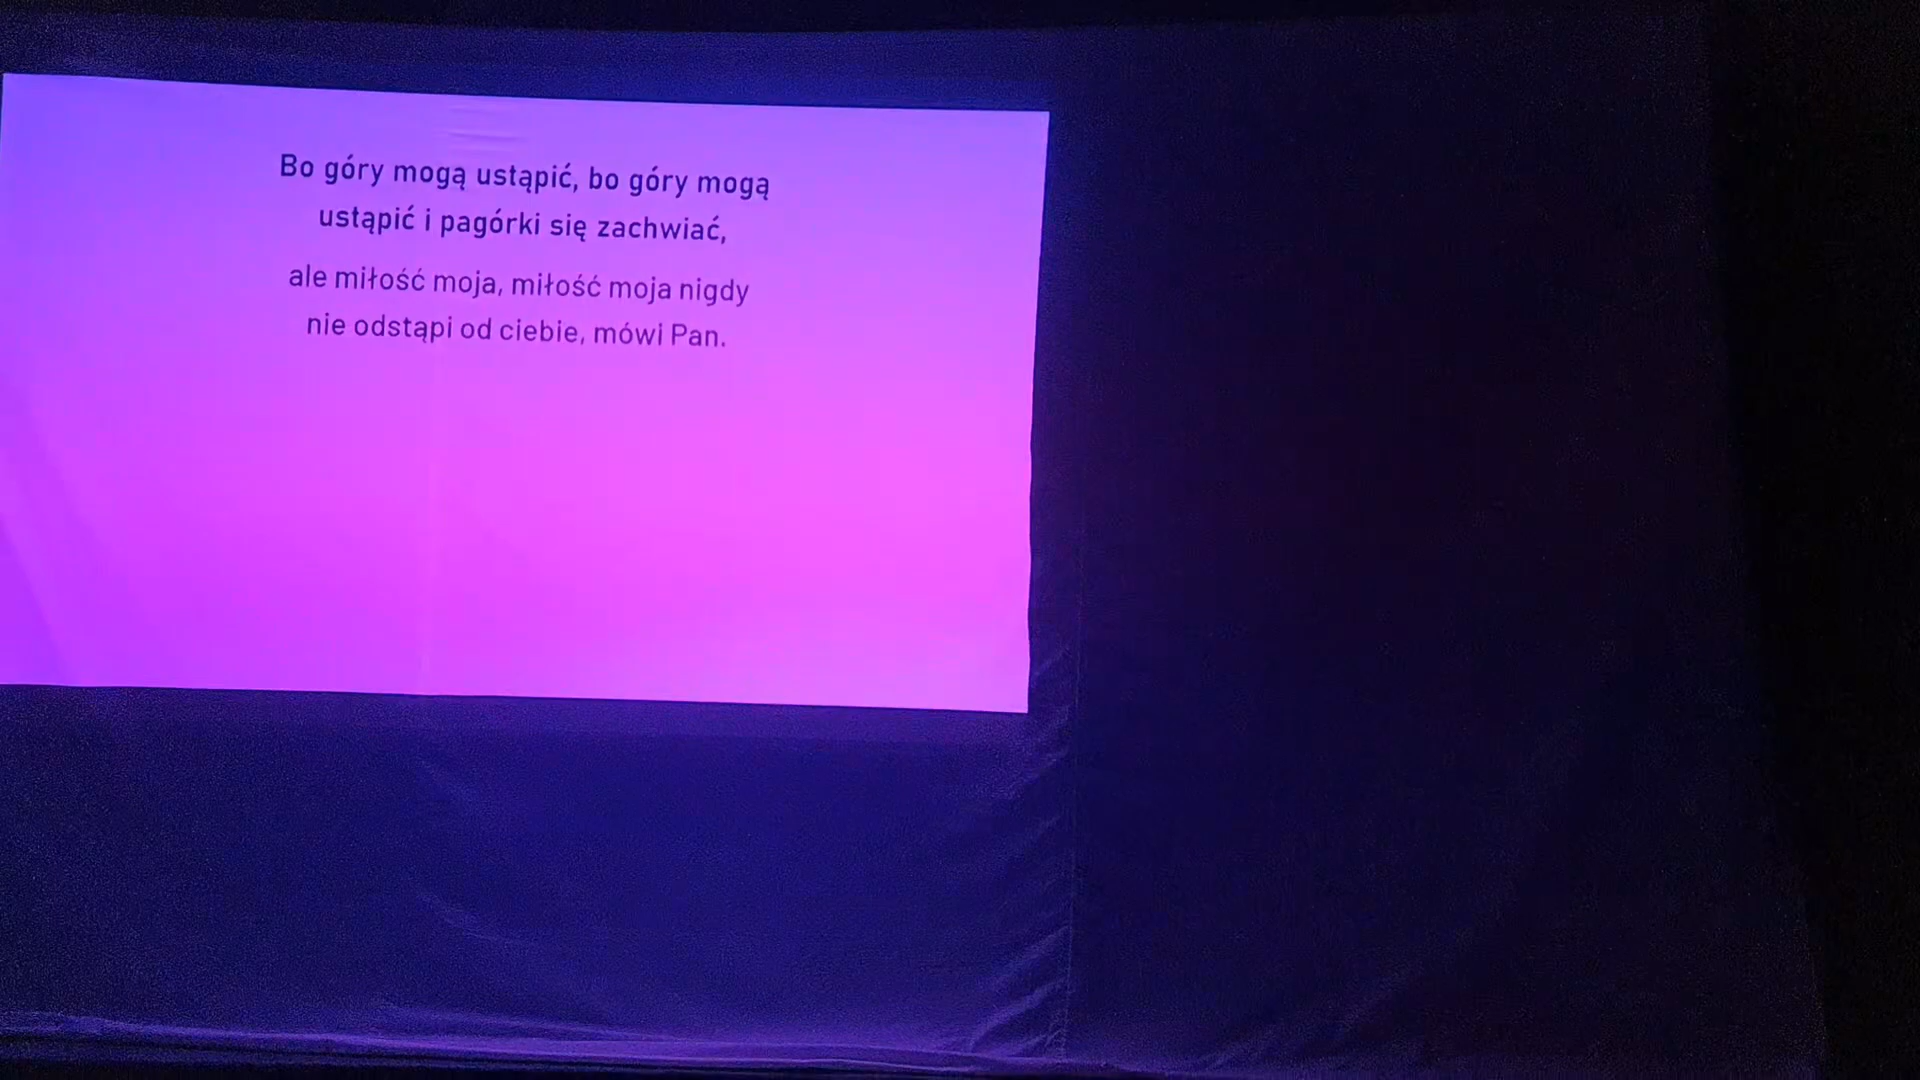 Bo góry mogą ustąpić, bo góry mogą
ustąpić i pagórki się zachwiać,
ale miłość moja, miłość moja nigdy
nie odstąpi od ciebie, mówi Pan.